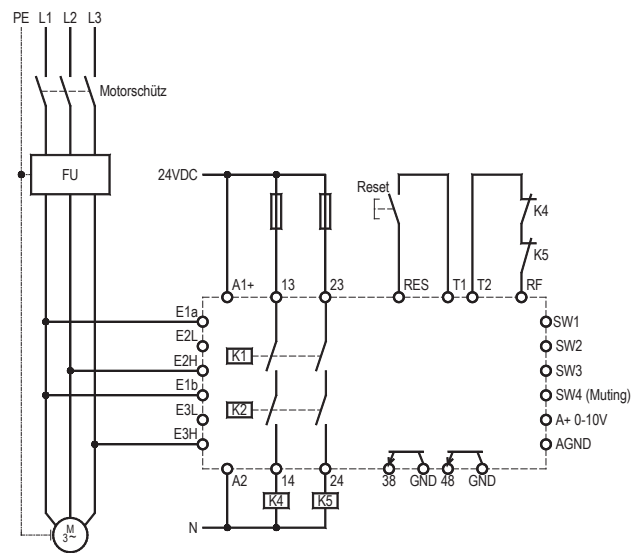 PE L1 L2 L3
Motorschütz
FU
24VDC
Reset
K4
K5
A1+ 13 23 RES T1 T2 RF
E1a
SW1
E2L
K1
SW2
E2H
SW3
E1b
K2
SW4 (Muting)
E3L
A+ 0-10V
E3H
AGND
A2 14 24 38 GND 48 GND
K4 K5
N
M
3~